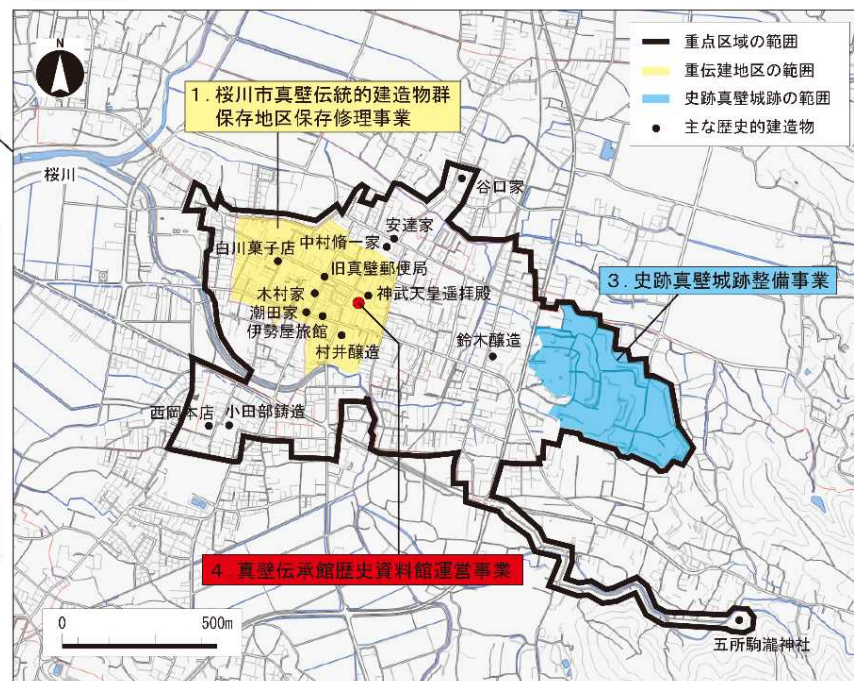 N
重点区域の範囲
重伝建地区の範囲
史跡真壁城跡の範囲
主な歴史的建造物
1. 桜川市真壁伝統的建造物群
保存地区保存修理事業
桜川
谷口家
安達家
中村脩一家
白川菓子店
旧真壁郵便局
3. 史跡真壁城跡整備事業
木村家
神武天皇遥拝殿
潮田家
伊勢屋旅館
村井醸造
鈴木醸造
西岡本店
小田部鋳造
4. 真壁伝承館歴史資料館運営事業
0
500m
五所駒瀧神社